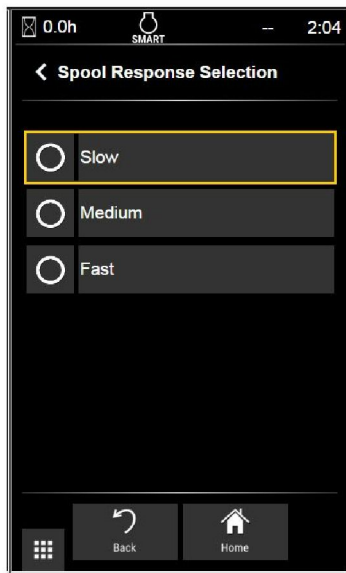 0.0h
SMART
--
2:04
Spool Response Selection
Slow
Medium
Fast
Back
Home